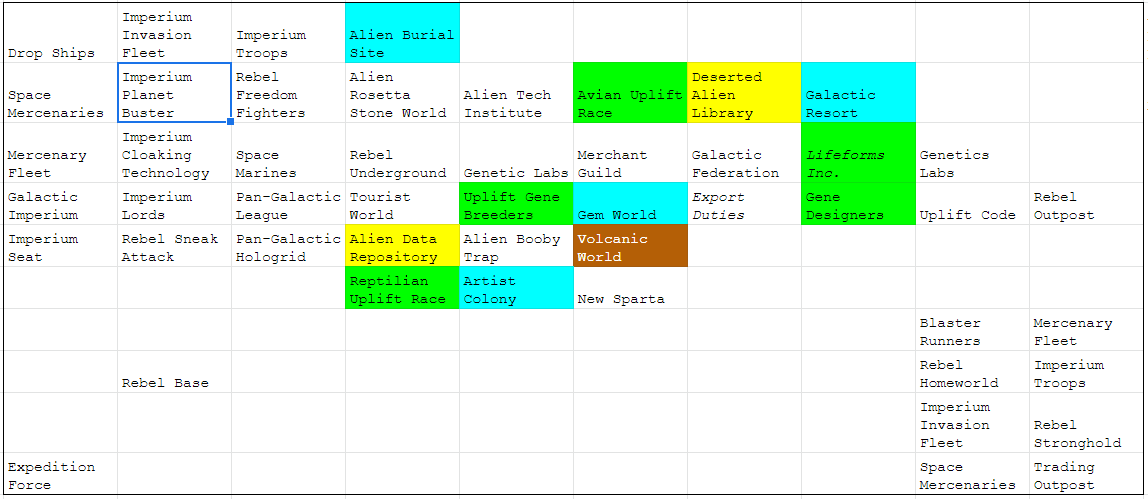 Drop Ships
Imperium
Invasion
Fleet
Imperium
Troops
Alien Burial
Site
Space
Mercenaries
Imperium
Planet
Buster
Rebel
Freedom
Fighters
Alien
Rosetta
Stone World
Alien Tech
Institute
Avian Uplift
Race
Deserted
Alien
Library
Galactic
Resort
Mercenary
Fleet
Imperium
Cloaking
Technology
Space
Marines
Rebel
Underground
Genetic Labs
Merchant
Guild
Galactic
Federation
Lifeforms
Inc.
Genetics
Labs
Galactic
Imperium
Imperium
Lords
Pan-Galactic
League
Tourist
World
Uplift Gene
Breeders
Gem World
Export
Duties
Gene
Designers
Uplift Code
Rebel
Outpost
Imperium
Seat
Rebel Sneak
Attack
Pan-Galactic
Hologrid
Alien Data
Repository
Alien Booby
Trap
Volcanic
World
Reptilian
Uplift Race
Artist
Colony
New Sparta
Blaster
Runners
Mercenary
Fleet
Rebel Base
Rebel
Homeworld
Imperium
Troops
Imperium
Invasion
Fleet
Rebel
Stronghold
Expedition
Force
Space
Mercenaries
Trading
Outpost